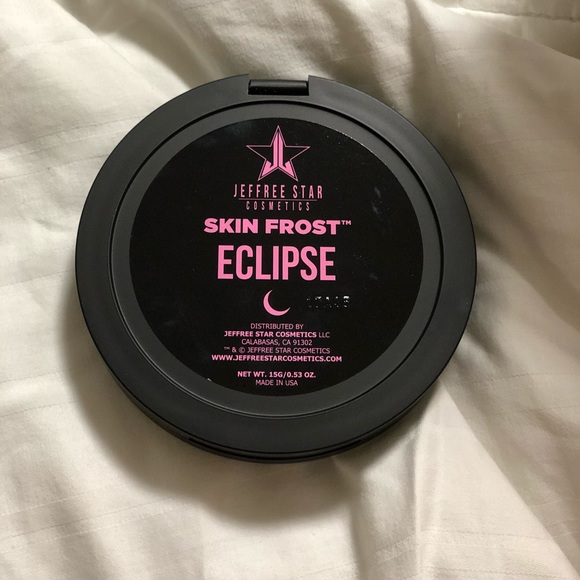 JEFFREE STAR
COSMETICS
SKIN FROST™
ECLIPSE
DISTRIBUTED BY
JEFFREE STAR COSMETICS LLC
CALABASAS, CA 91302
™ & © JEFFREE STAR COSMETICS
WWW.JEFFREESTARCOSMETICS.COM
NET WT. 15G/0.53 OZ.
MADE IN USA